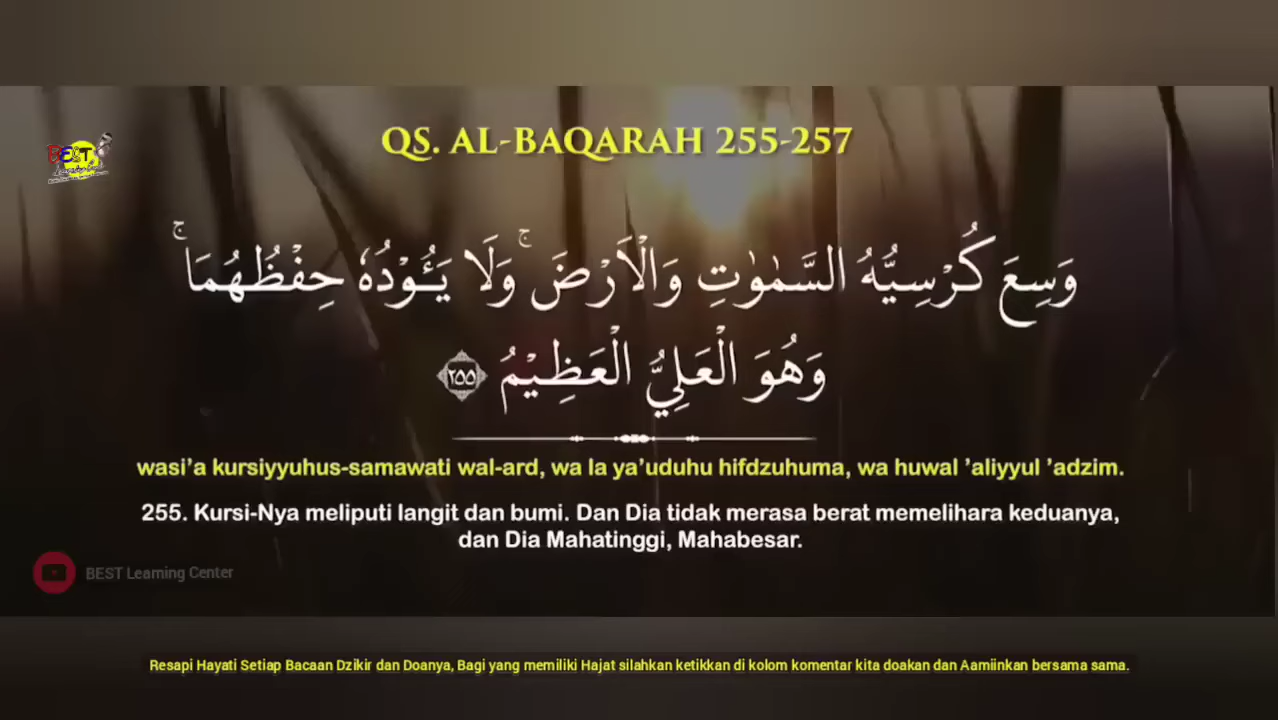 BEST
QS. AL-BAQARAH 255-257
وَسِعَ كُرْسِيُّهُ السَّمٰوٰتِ وَالْاَرْضَ ۚ وَلَا يَـُٔوْدُهٗ حِفْظُهُمَا ۚ
وَهُوَ الْعَلِيُّ الْعَظِيْمُ ٢٥٥
wasi’a kursiyyuhus-samawati wal-ard, wa la ya’uduhu hifdzuhuma, wa huwal ’aliyyul ’adzim.
255. Kursi-Nya meliputi langit dan bumi. Dan Dia tidak merasa berat memelihara keduanya,
dan Dia Mahatinggi, Mahabesar.
BEST Learning Center
Resapi Hayati Setiap Bacaan Dzikir dan Doanya, Bagi yang memiliki Hajat silahkan ketikkan di kolom komentar kita doakan dan Aamiinkan bersama sama.